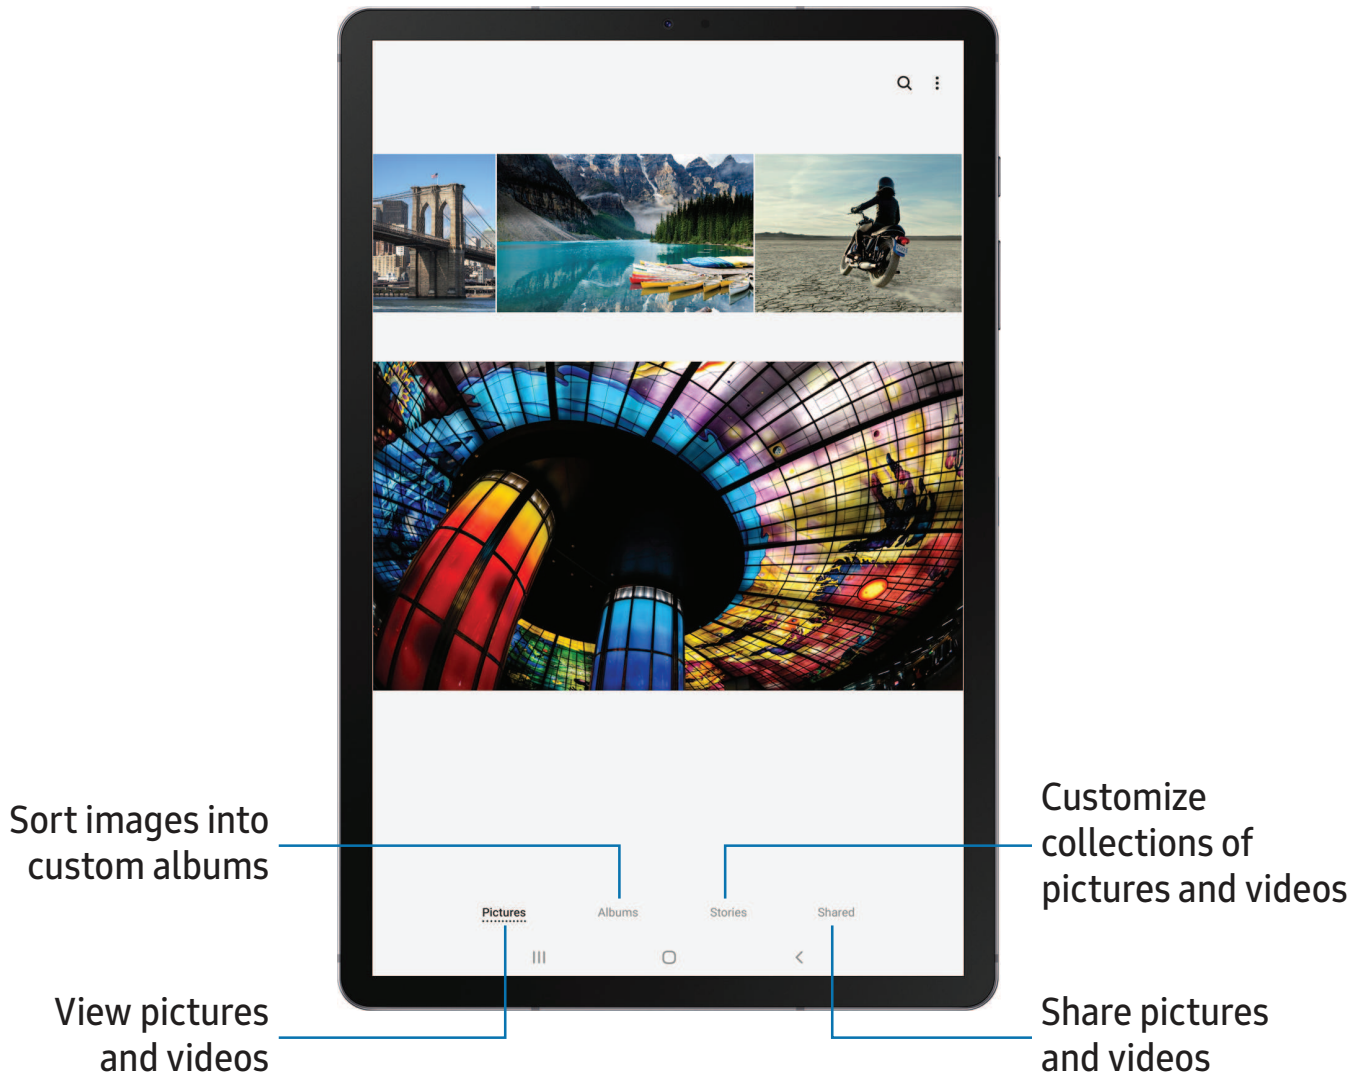 Sort images into
custom albums
Customize
collections of
pictures and videos
Pictures
Albums
Stories
Shared
View pictures
and videos
Share pictures
and videos